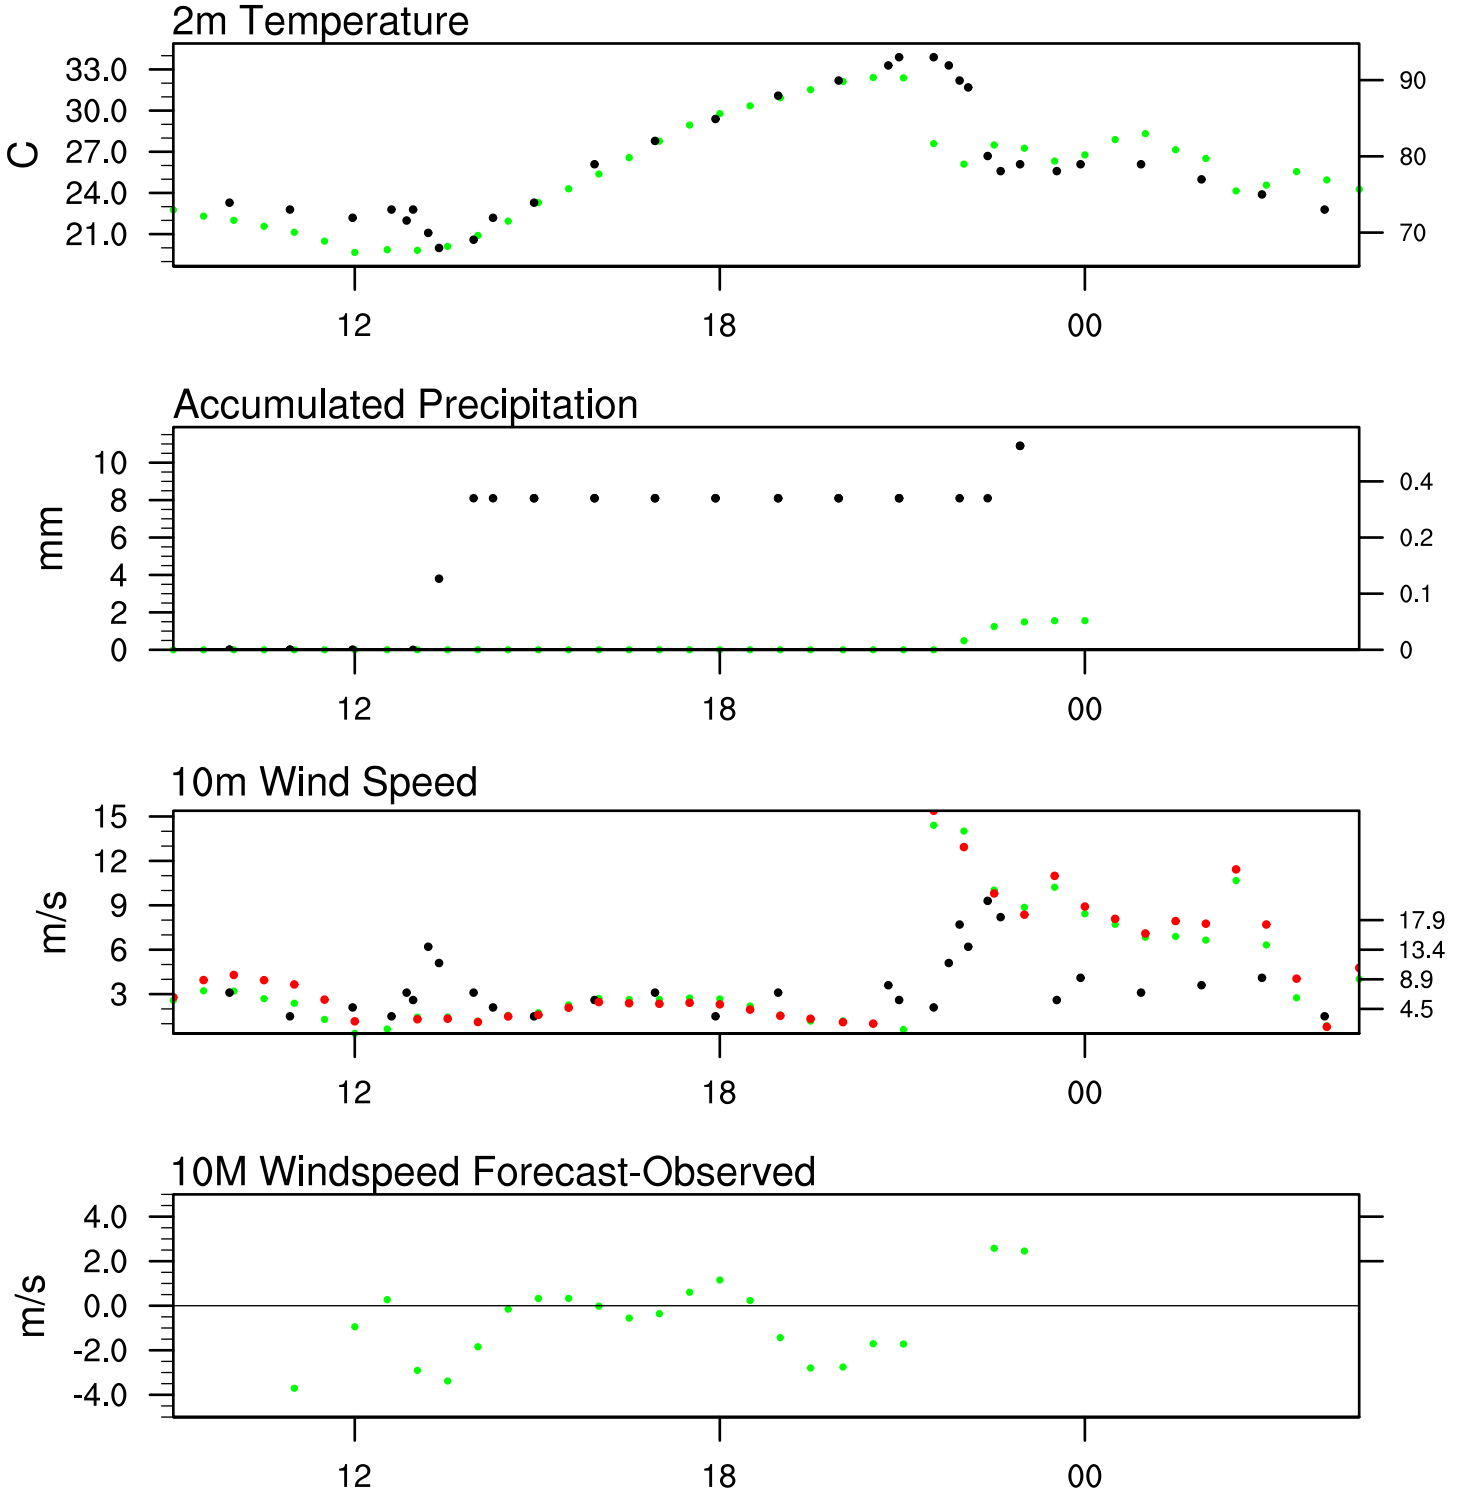 2m Temperature
33.0
30.0
27.0
24.0
21.0
C
90
80
70
12 18 00
Accumulated Precipitation
10
8
6
4
2
0
mm
0.4
0.2
0.1
0
12 18 00
10m Wind Speed
15
12
9
6
3
m/s
17.9
13.4
8.9
4.5
12 18 00
10M Windspeed Forecast-Observed
4.0
2.0
0.0
-2.0
-4.0
m/s
12 18 00